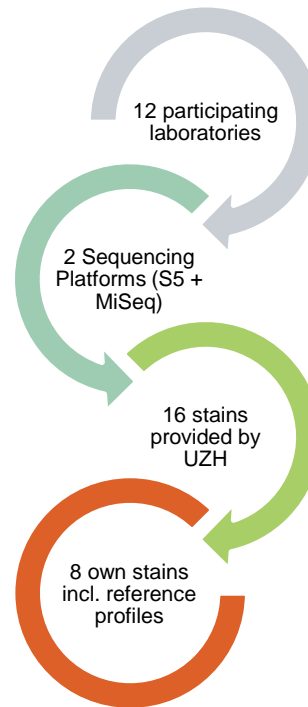 12 participating
laboratories
2 Sequencing
Platforms (S5 +
MiSeq)
16 stains
provided by
UZH
8 own stains
incl. reference
profiles